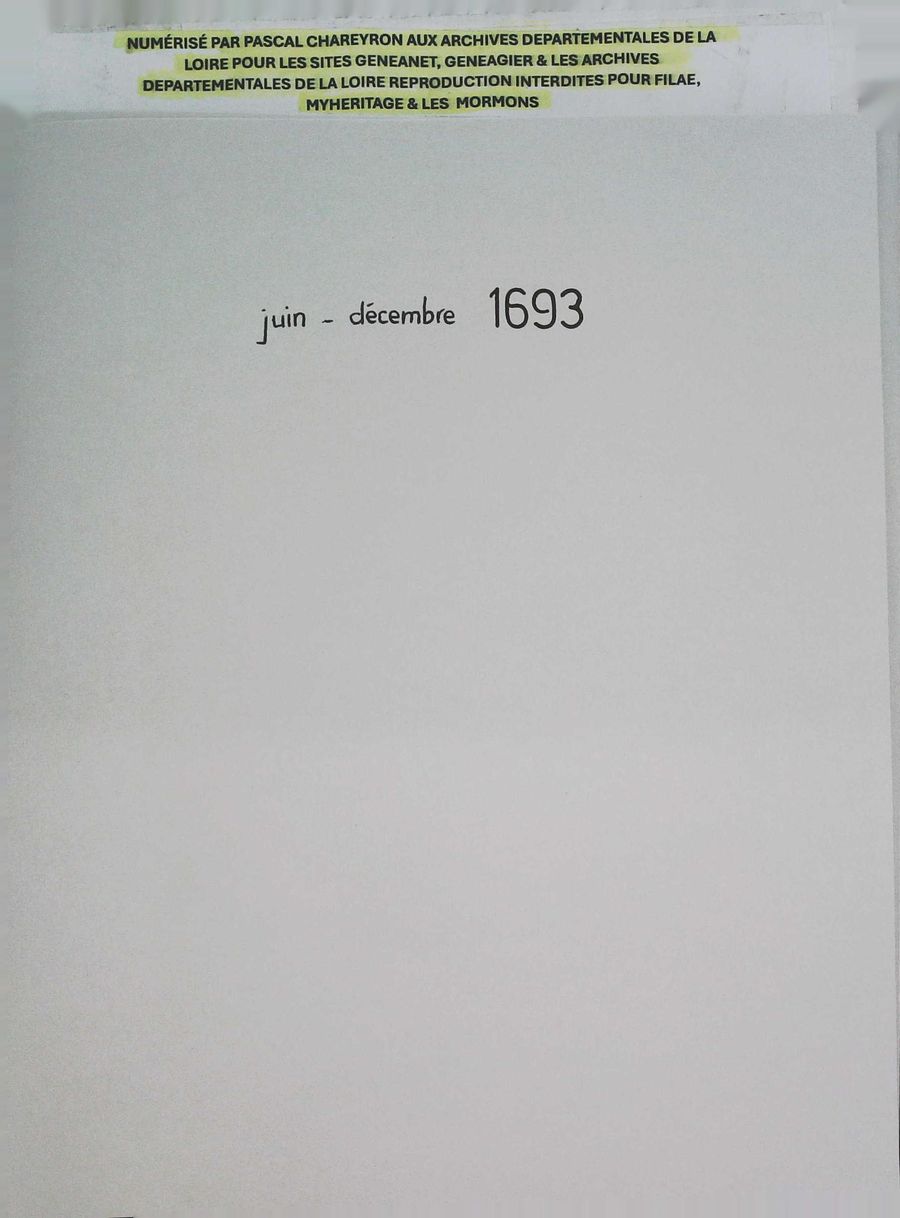 NUMÉRISÉ PAR PASCAL CHAREYRON AUX ARCHIVES DEPARTEMENTALES DE LA
LOIRE POUR LES SITES GENEANET, GENEAGIER & LES ARCHIVES
DEPARTEMENTALES DE LA LOIRE REPRODUCTION INTERDITES POUR FILAE,
MYHERITAGE & LES MORMONS
juin - décembre 1693